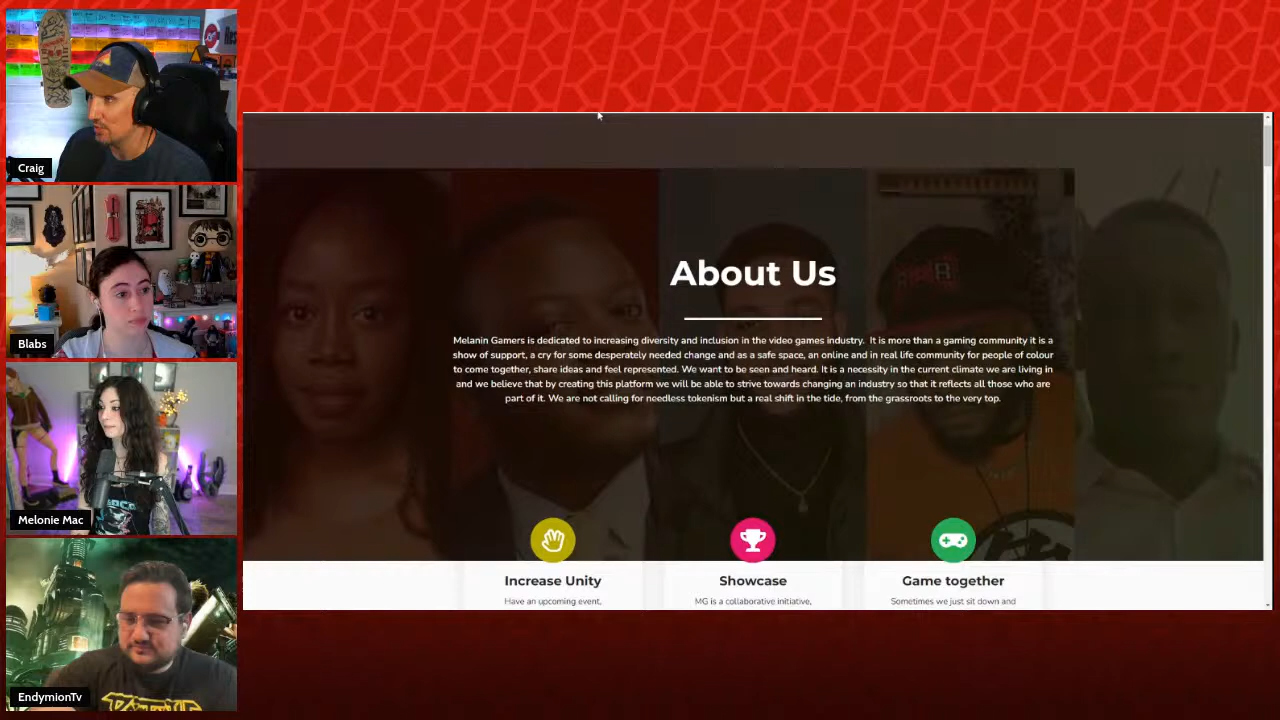 Craig
Blabs
Melonie Mac
EndymionTv
About Us
Melanin Gamers is dedicated to increasing diversity and inclusion in the video games industry. It is more than a gaming community it is a
show of support, a cry for some desperately needed change and as a safe space, an online and in real life community for people of colour
to come together, share ideas and feel represented. We want to be seen and heard. It is a necessity in the current climate we are living in
and we believe that by creating this platform we will be able to strive towards changing an industry so that it reflects all those who are
part of it. We are not calling for needless tokenism but a real shift in the tide, from the grassroots to the very top.
Increase Unity
Have an upcoming event,
Showcase
MG is a collaborative initiative,
Game together
Sometimes we just sit down and